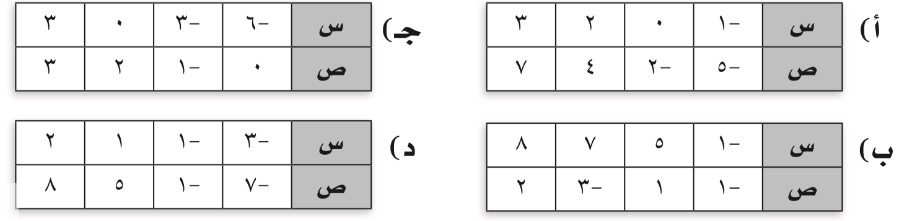 أ)
س -١ ٠ ٢ ٣
ص -٥ -٢ ٤ ٧
جـ)
س -٦ -٣ ٠ ٣
ص ٠ -١ ٢ ٣
ب)
س -١ ٥ ٧ ٨
ص -١ ١ -٣ ٢
د)
س -٣ -١ ١ ٢
ص -٧ -١ ٥ ٨